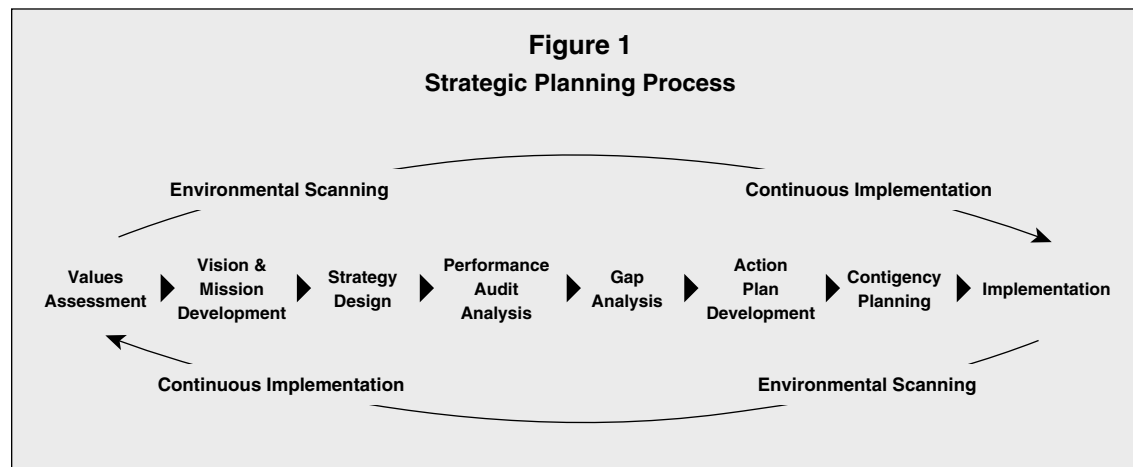 Figure 1
Strategic Planning Process
Environmental Scanning
Continuous Implementation
Values
Assessment
Vision &
Mission
Development
Strategy
Design
Performance
Audit
Analysis
Gap
Analysis
Action
Plan
Development
Contigency
Planning
Implementation
Continuous Implementation
Environmental Scanning